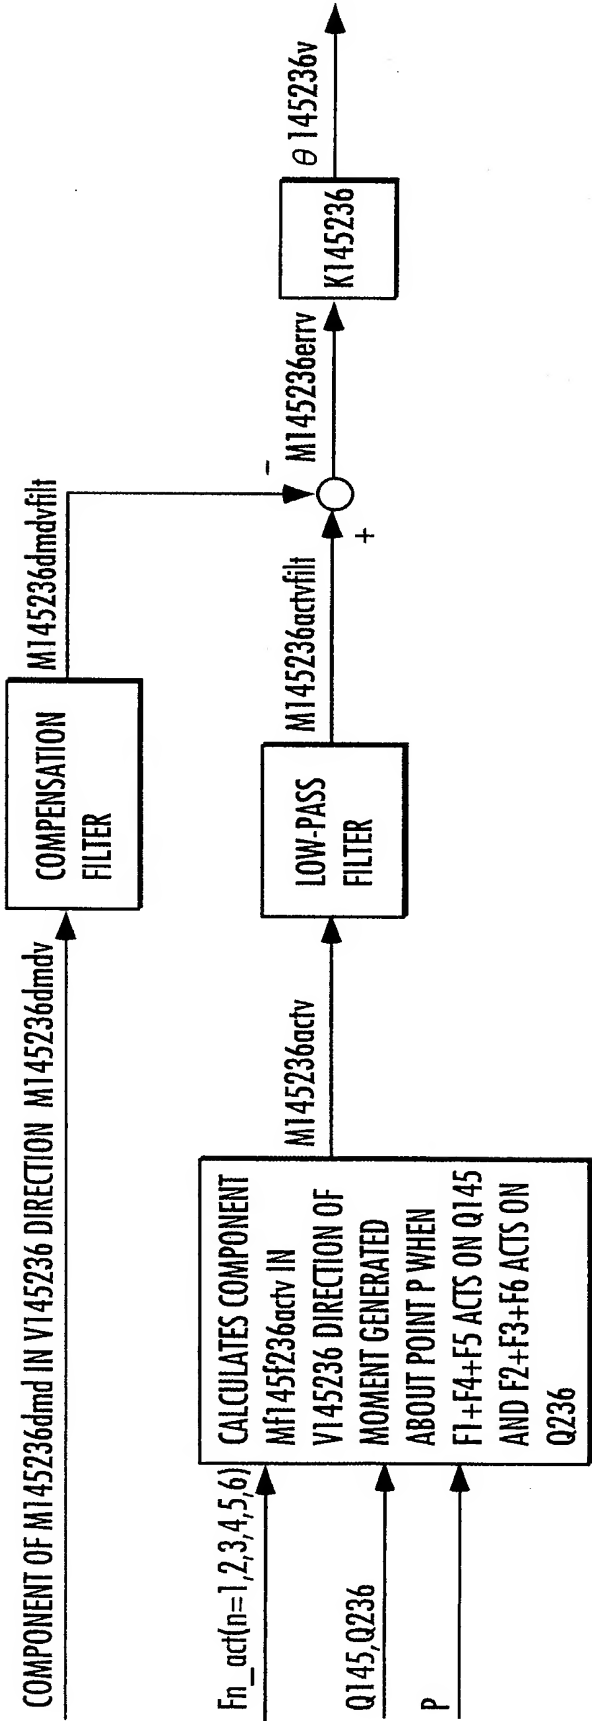 COMPONENT OF M145236dmd IN V145236 DIRECTION M145236dmdv
COMPENSATION
FILTER
M145236dmdvfilt
-
Fn_act(n=1,2,3,4,5,6)
Q145,Q236
P
CALCULATES COMPONENT
Mf145f236actv IN
V145236 DIRECTION OF
MOMENT GENERATED
ABOUT POINT P WHEN
F1+F4+F5 ACTS ON Q145
AND F2+F3+F6 ACTS ON
Q236
M145236actv
LOW-PASS
FILTER
M145236actvfilt
+
M145236errv
K145236
θ145236v